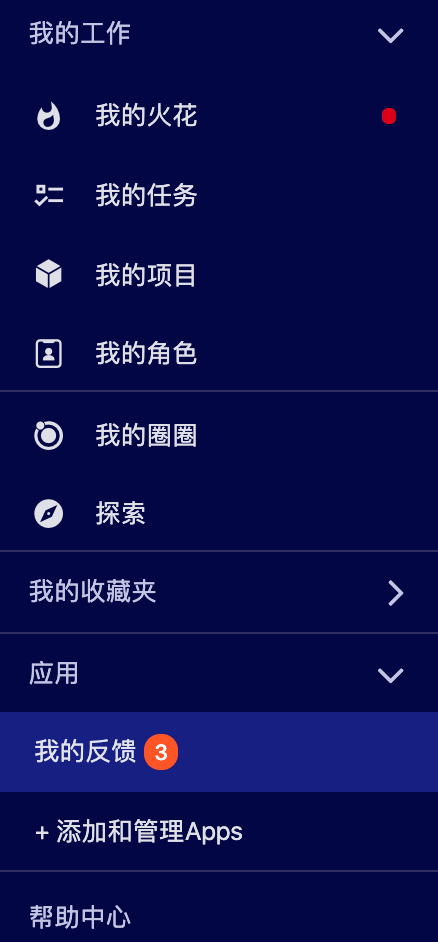 我的工作
我的火花
我的任务
我的项目
我的角色
我的圈圈
探索
我的收藏夹
应用
我的反馈 3
+ 添加和管理Apps
帮助中心